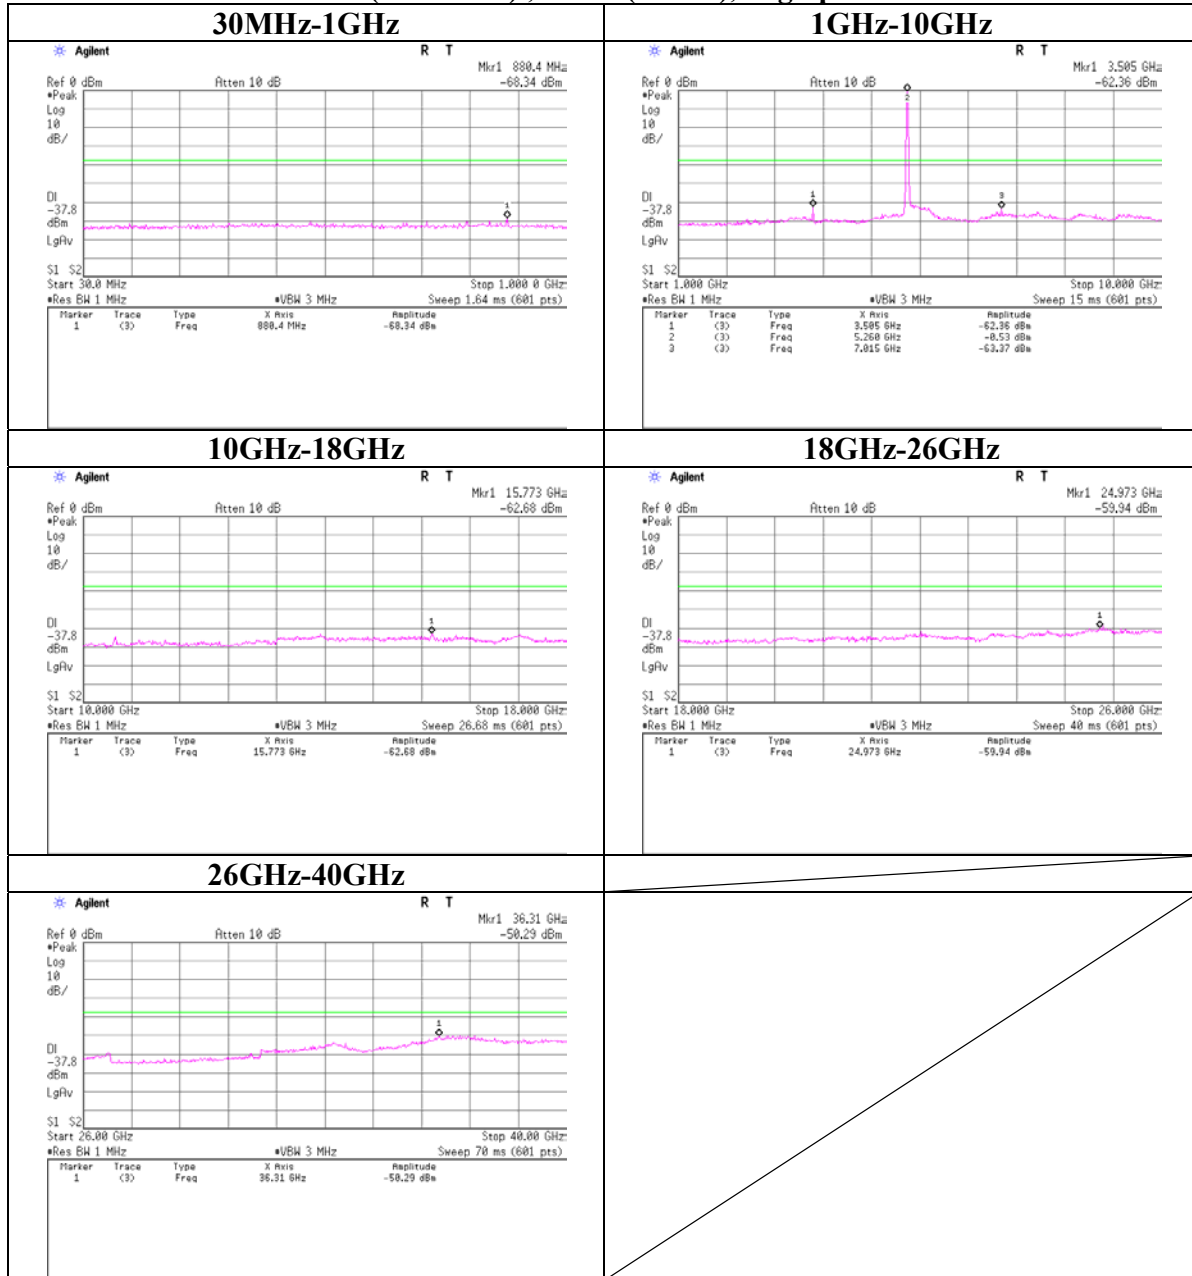 30MHz-1GHz
1GHz-10GHz
Agilent R T
Mkr1 880.4 MHz
Ref 0 dBm Atten 10 dB -68.34 dBm
#Peak
Log
10
dB/
DI
-37.8
dBm
LgAv
S1 S2
Start 30.0 MHz Stop 1.000 0 GHz
#Res BW 1 MHz #VBW 3 MHz Sweep 1.64 ms (601 pts)
Marker Trace Type X Axis Amplitude
1 (3) Freq 880.4 MHz -68.34 dBm
Agilent R T
Mkr1 3.505 GHz
Ref 0 dBm Atten 10 dB -62.36 dBm
#Peak
Log
10
dB/
DI
-37.8
dBm
LgAv
S1 S2
Start 1.000 GHz Stop 10.000 GHz
#Res BW 1 MHz #VBW 3 MHz Sweep 15 ms (601 pts)
Marker Trace Type X Axis Amplitude
1 (3) Freq 3.505 GHz -62.36 dBm
2 (3) Freq 5.260 GHz -0.53 dBm
3 (3) Freq 7.015 GHz -63.37 dBm
10GHz-18GHz
18GHz-26GHz
Agilent R T
Mkr1 15.773 GHz
Ref 0 dBm Atten 10 dB -62.68 dBm
#Peak
Log
10
dB/
DI
-37.8
dBm
LgAv
S1 S2
Start 10.000 GHz Stop 18.000 GHz
#Res BW 1 MHz #VBW 3 MHz Sweep 26.68 ms (601 pts)
Marker Trace Type X Axis Amplitude
1 (3) Freq 15.773 GHz -62.68 dBm
Agilent R T
Mkr1 24.973 GHz
Ref 0 dBm Atten 10 dB -59.94 dBm
#Peak
Log
10
dB/
DI
-37.8
dBm
LgAv
S1 S2
Start 18.000 GHz Stop 26.000 GHz
#Res BW 1 MHz #VBW 3 MHz Sweep 40 ms (601 pts)
Marker Trace Type X Axis Amplitude
1 (3) Freq 24.973 GHz -59.94 dBm
26GHz-40GHz
Agilent R T
Mkr1 36.31 GHz
Ref 0 dBm Atten 10 dB -50.29 dBm
#Peak
Log
10
dB/
DI
-37.8
dBm
LgAv
S1 S2
Start 26.00 GHz Stop 40.00 GHz
#Res BW 1 MHz #VBW 3 MHz Sweep 70 ms (601 pts)
Marker Trace Type X Axis Amplitude
1 (3) Freq 36.31 GHz -50.29 dBm